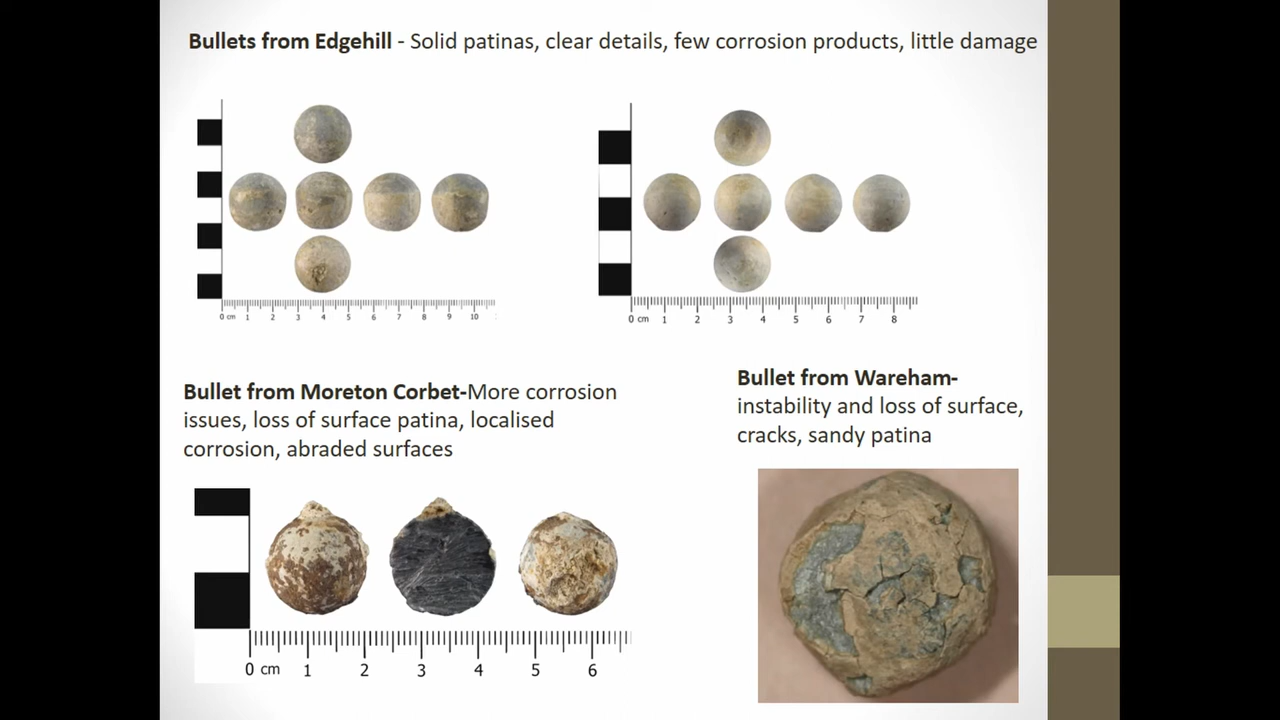 Bullets from Edgehill - Solid patinas, clear details, few corrosion products, little damage
0 cm 1 2 3 4 5 6 7 8 9 10
0 cm 1 2 3 4 5 6 7 8
Bullet from Moreton Corbet-More corrosion
issues, loss of surface patina, localised
corrosion, abraded surfaces
Bullet from Wareham-
instability and loss of surface,
cracks, sandy patina
0 cm 1 2 3 4 5 6